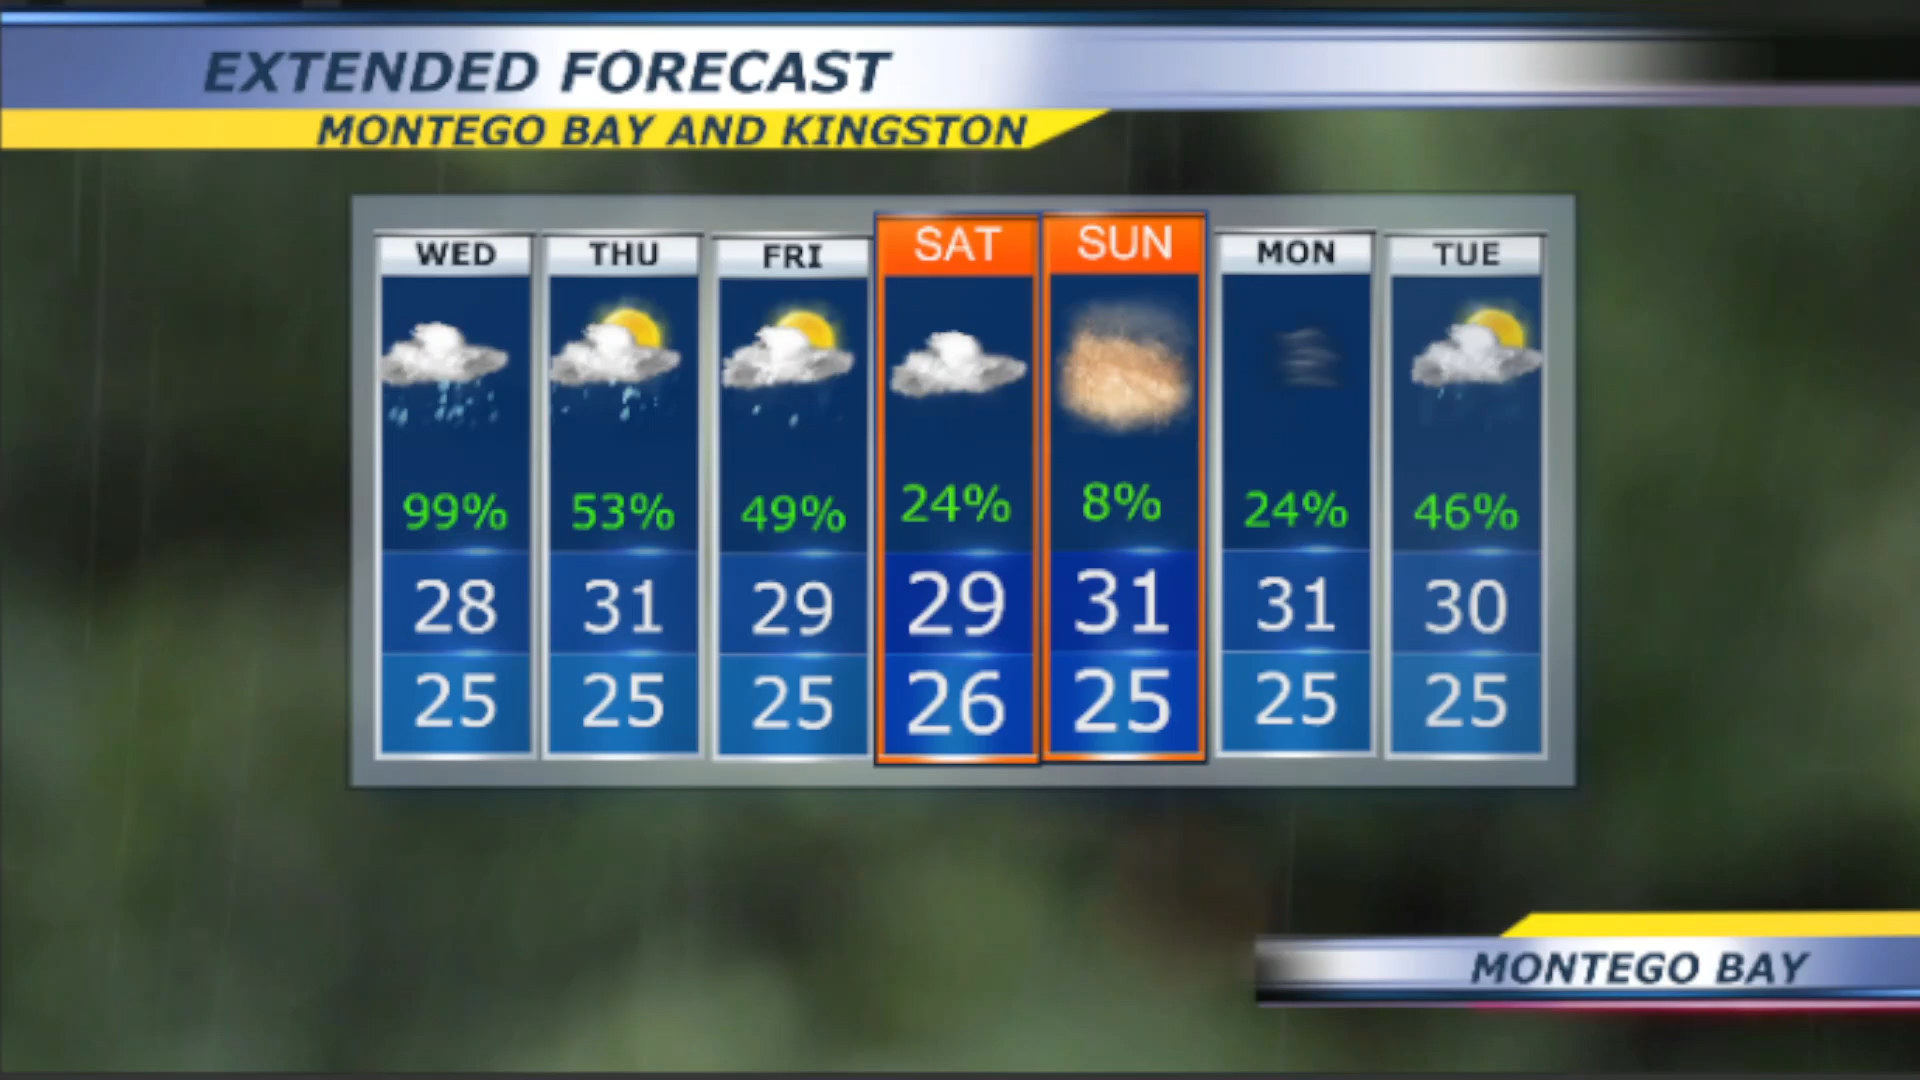 EXTENDED FORECAST
MONTEGO BAY AND KINGSTON
WED THU FRI SAT SUN MON TUE
99% 53% 49% 24% 8% 24% 46%
28 31 29 29 31 31 30
25 25 25 26 25 25 25
MONTEGO BAY